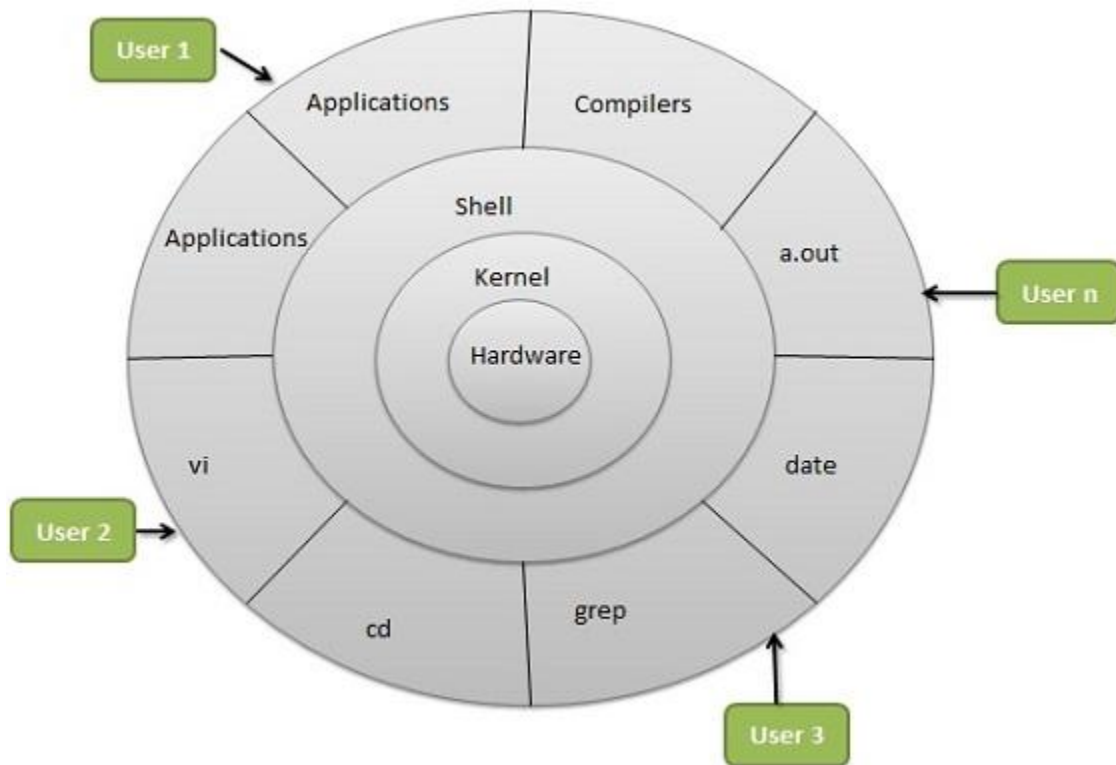 User 1
Applications
Compilers
Shell
Applications
a.out
Kernel
User n
Hardware
vi
date
User 2
grep
cd
User 3